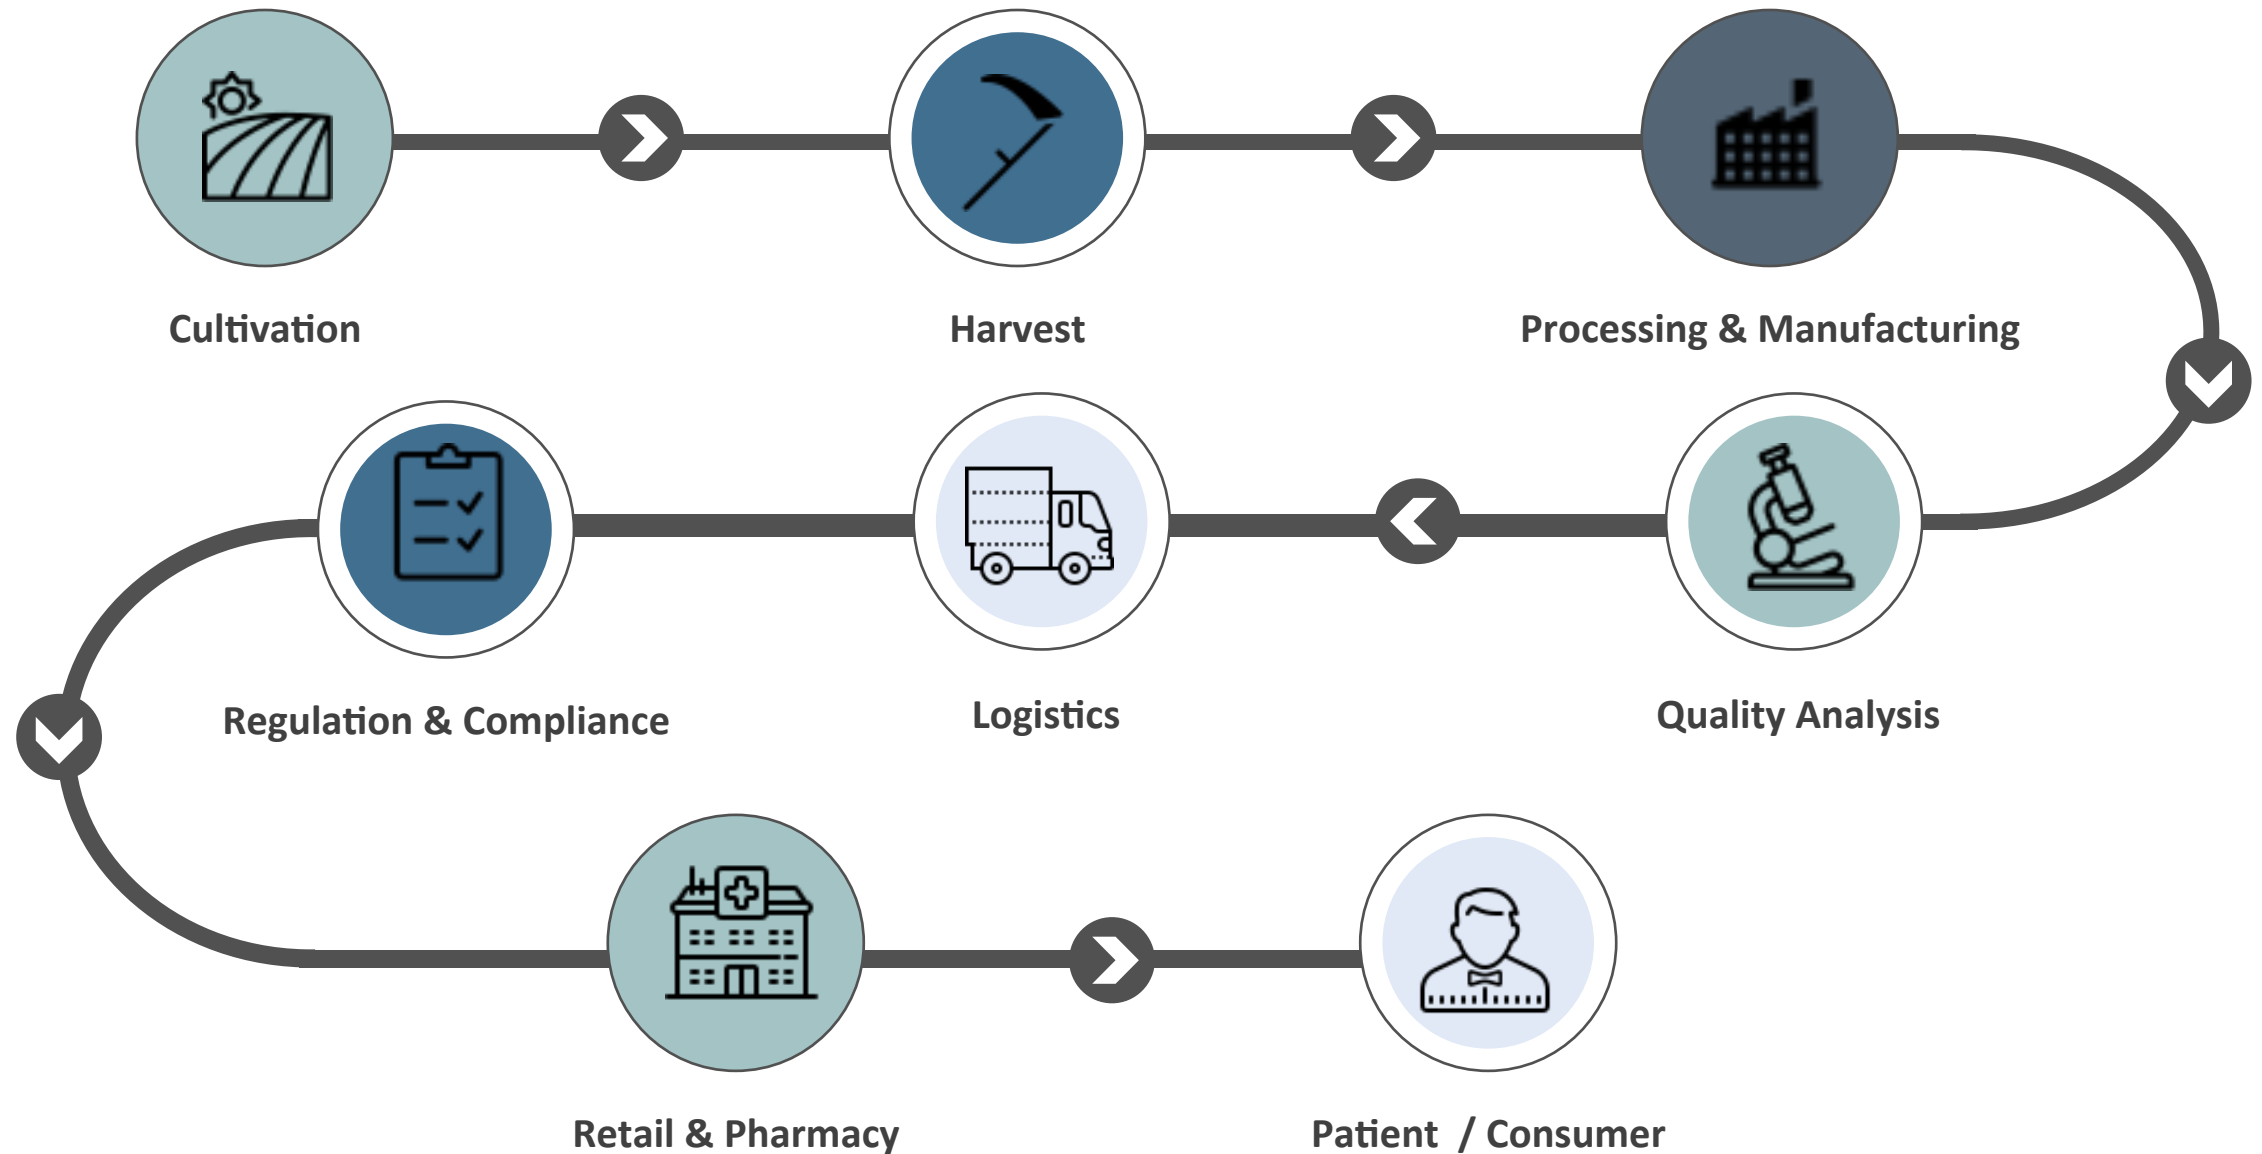 Cultivation
Harvest
Processing & Manufacturing
Quality Analysis
Logistics
Regulation & Compliance
Retail & Pharmacy
Patient / Consumer